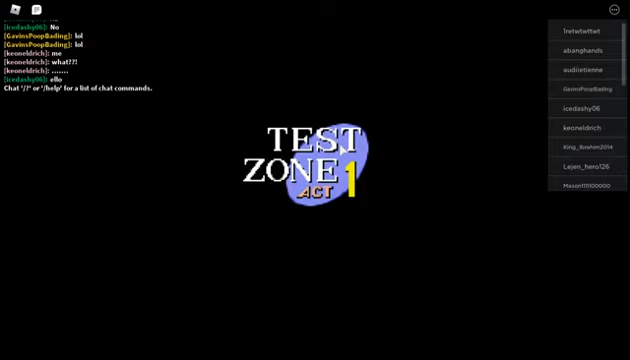 [icedashy06]: No
[GavinsPoopBading]: lol
[GavinsPoopBading]: lol
[keoneldrich]: me
[keoneldrich]: what??!
[keoneldrich]: .......
[icedashy06]: ello
Chat '/?' or '/help' for a list of chat commands.
TEST
ZONE
ACT 1
1retwtwttwt
abanghands
audiietienne
GavinsPoopBading
icedashy06
keoneldrich
King_Ibrahim2014
Lejen_hero126